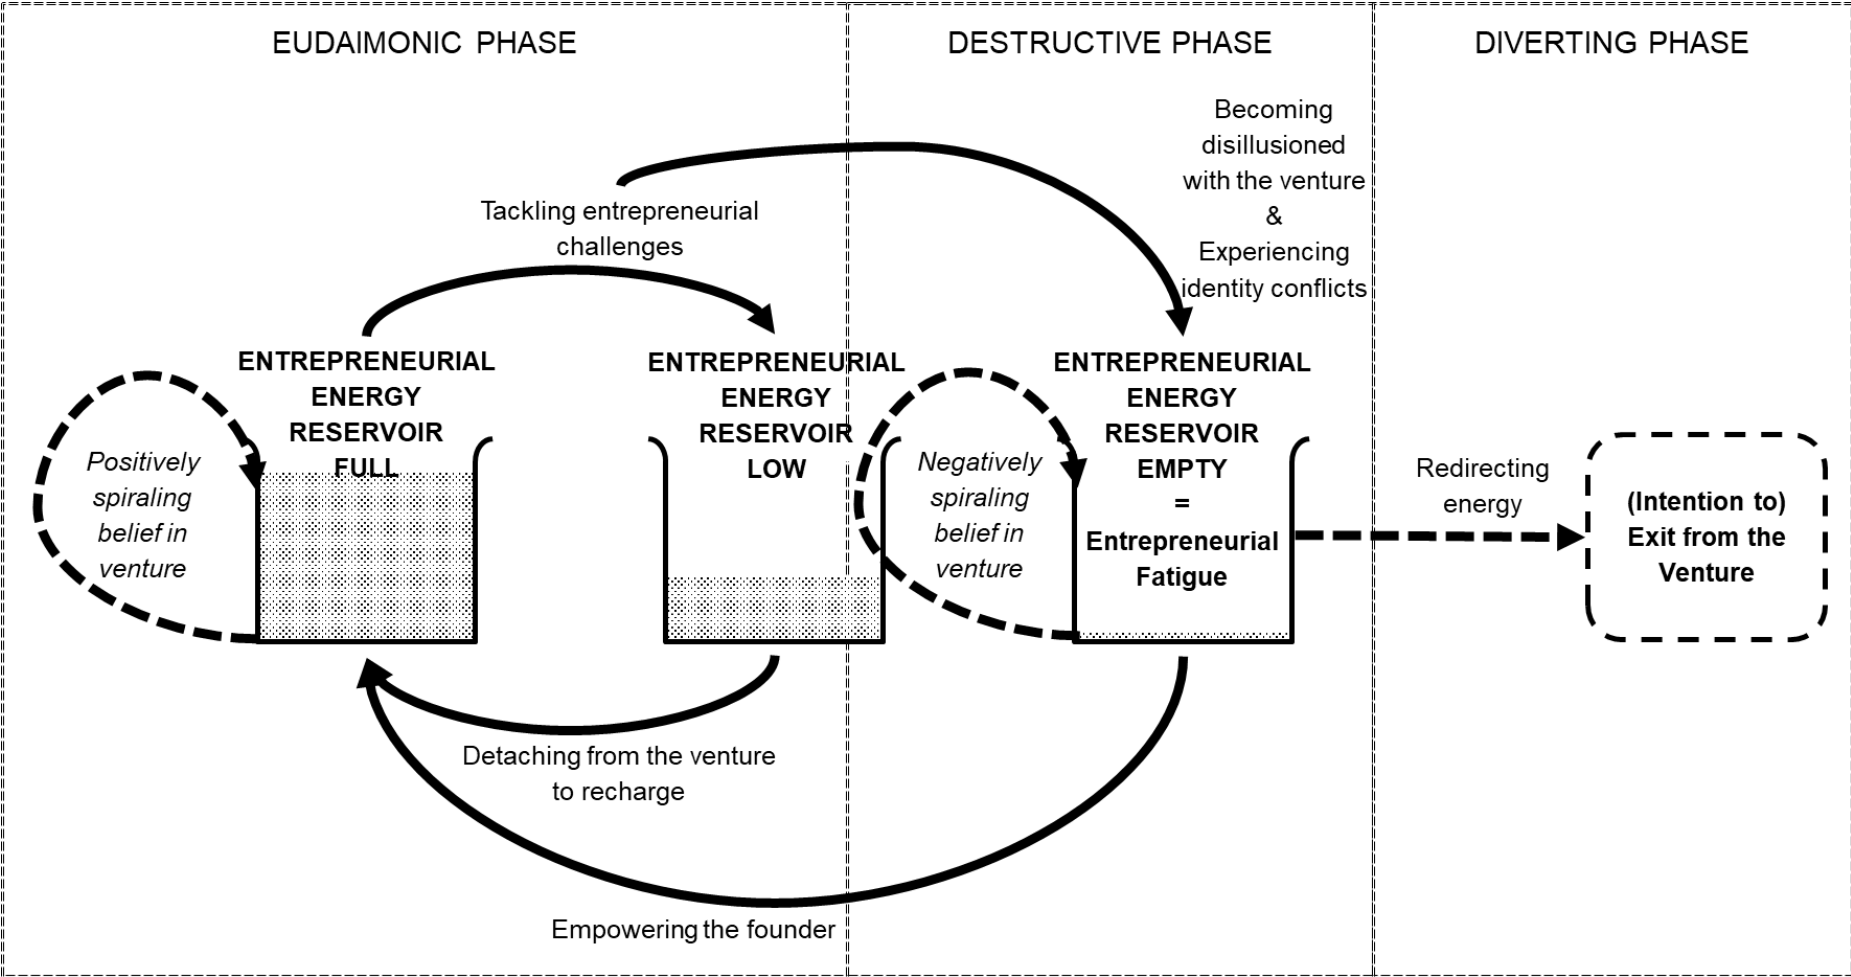 EUDAIMONIC PHASE
DESTRUCTIVE PHASE
DIVERTING PHASE
Becoming
disillusioned
with the venture
&
Experiencing
identity conflicts
Tackling entrepreneurial
challenges
ENTREPRENEURIAL
ENERGY
RESERVOIR
FULL
ENTREPRENEURIAL
ENERGY
RESERVOIR
LOW
ENTREPRENEURIAL
ENERGY
RESERVOIR
EMPTY
=
Entrepreneurial
Fatigue
Positively
spiraling
belief in
venture
Negatively
spiraling
belief in
venture
Redirecting
energy
(Intention to)
Exit from the
Venture
Detaching from the venture
to recharge
Empowering the founder